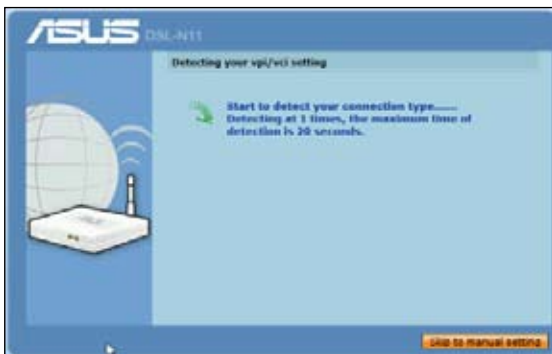 ASUS DSL-N11
Detecting your vpi/vci setting
Start to detect your connection type......
Detecting at 1 times, the maximum time of
detection is 20 seconds.
Skip to manual setting